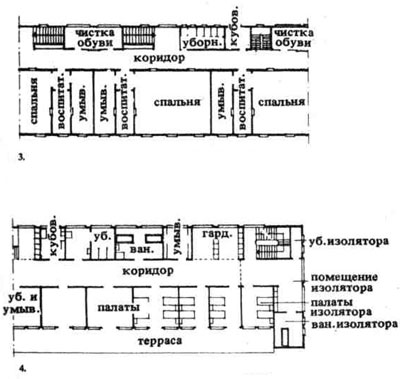 чистка
обуви
уборн.
кубов.
чистка
обуви
коридор
спальня
воспитат.
умыв.
умыв.
воспитат.
спальня
умыв.
воспитат.
спальня
3.
кубов.
уб.
ван.
умыв.
гард.
уб.изолятора
коридор
помещение
изолятора
уб. и
умыв.
палаты
палаты
изолятора
ван.изолятора
терраса
4.